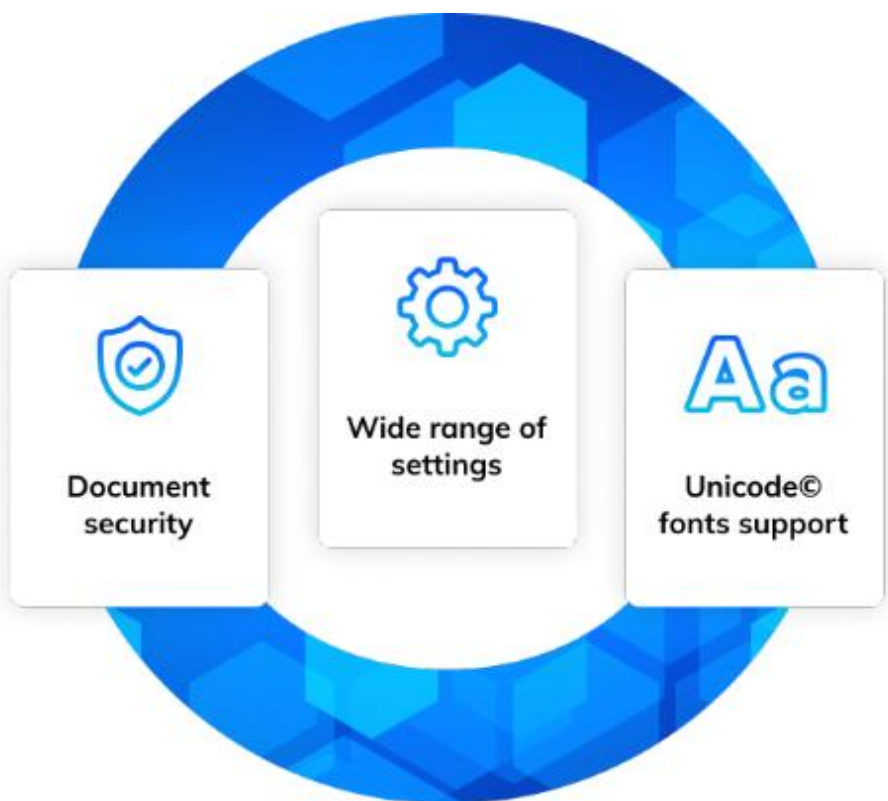 Document
security
Wide range of
settings
Aa
Unicode©
fonts support